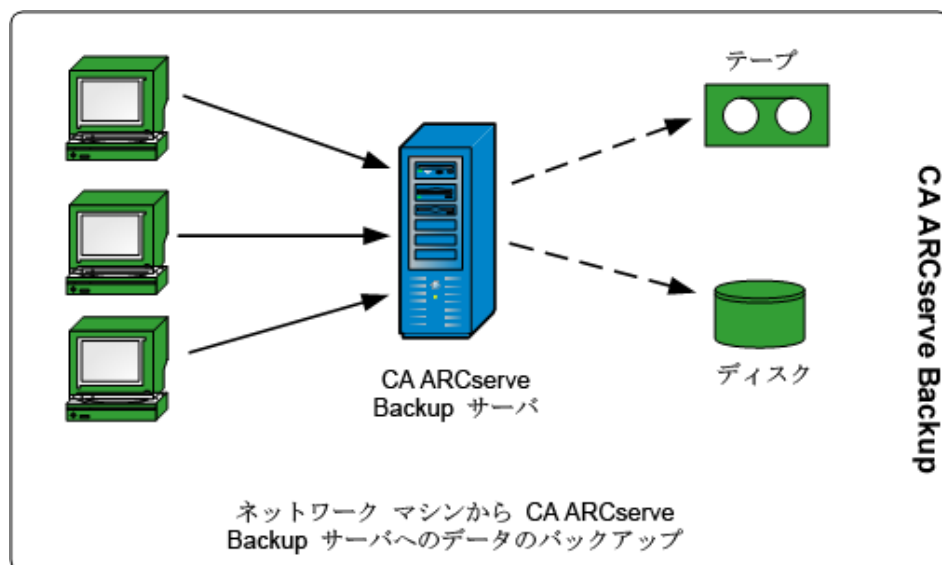 テープ
CA ARCserve
Backup サーバ
ディスク
CA ARCserve Backup
ネットワーク マシンから CA ARCserve
Backup サーバへのデータのバックアップ